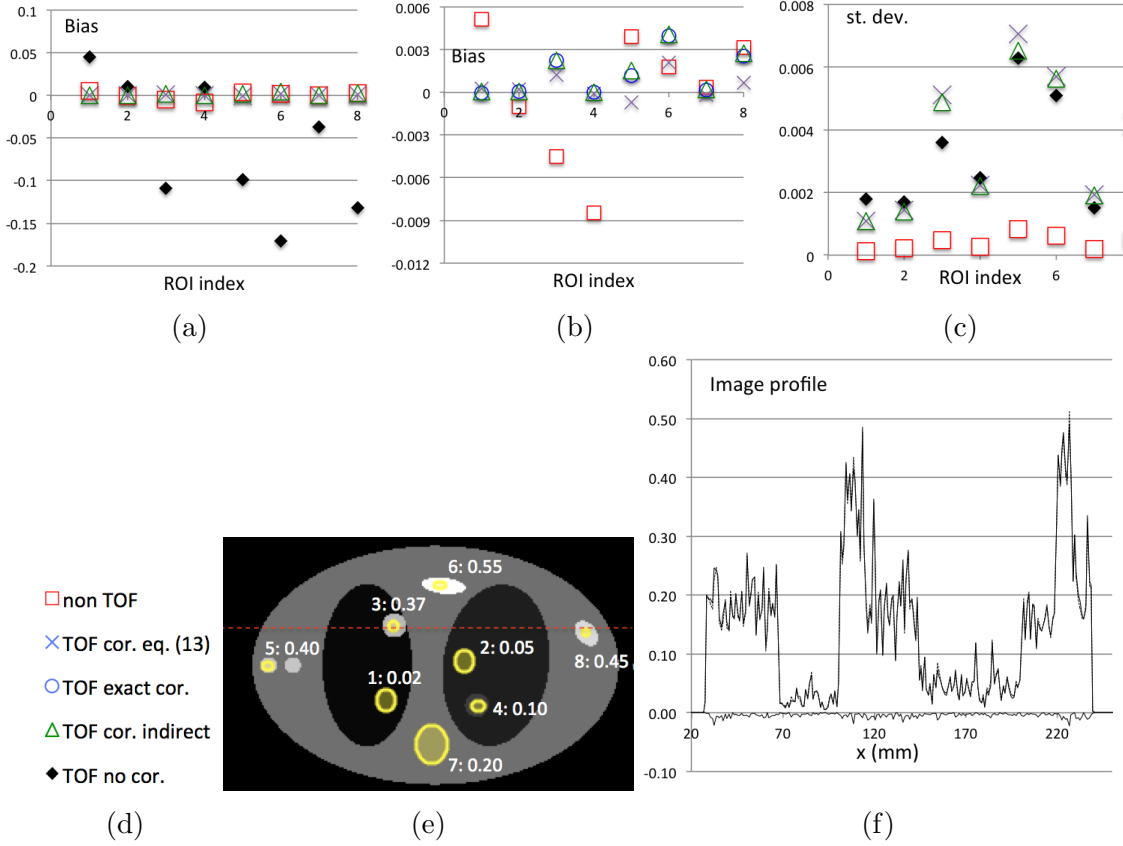 Bias
0.1
0.05
0
-0.05
-0.1
-0.15
-0.2
2
4
6
8
ROI index
(a)
Bias
0.006
0.003
0
-0.003
-0.006
-0.009
-0.012
0
2
4
6
8
ROI index
(b)
st. dev.
0.008
0.006
0.004
0.002
0
0
2
6
ROI index
(c)
non TOF
TOF cor. eq. (13)
TOF exact cor.
TOF cor. indirect
TOF no cor.
(d)
6: 0.55
3: 0.37
5: 0.40
2: 0.05
8: 0.45
1: 0.02
4: 0.10
7: 0.20
(e)
Image profile
0.60
0.50
0.40
0.30
0.20
0.10
0.00
-0.10
20
70
120
170
220
x (mm)
(f)